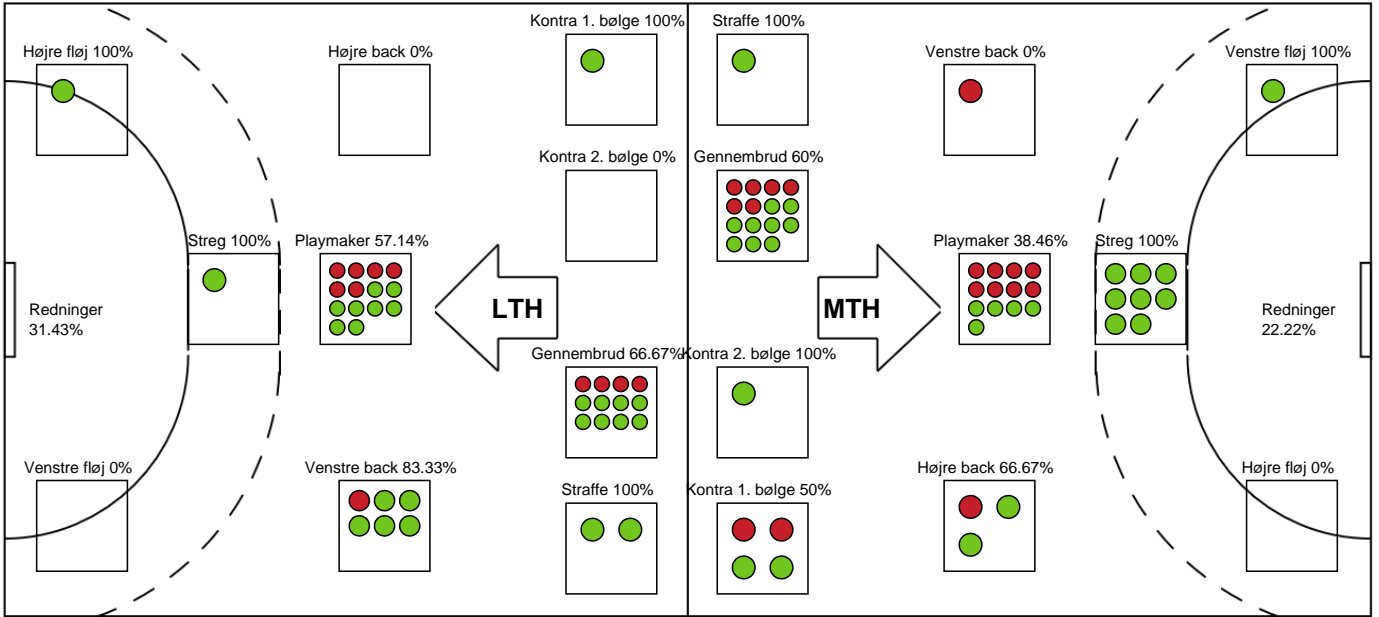 Kontra 1. bølge 100%
Straffe 100%
Højre fløj 100%
Højre back 0%
Venstre back 0%
Venstre fløj 100%
Kontra 2. bølge 0%
Gennembrud 60%
Streg 100%
Playmaker 57.14%
Playmaker 38.46%
Streg 100%
Redninger
31.43%
LTH
MTH
Redninger
22.22%
Gennembrud 66.67%
Kontra 2. bølge 100%
Venstre fløj 0%
Venstre back 83.33%
Straffe 100%
Kontra 1. bølge 50%
Højre back 66.67%
Højre fløj 0%